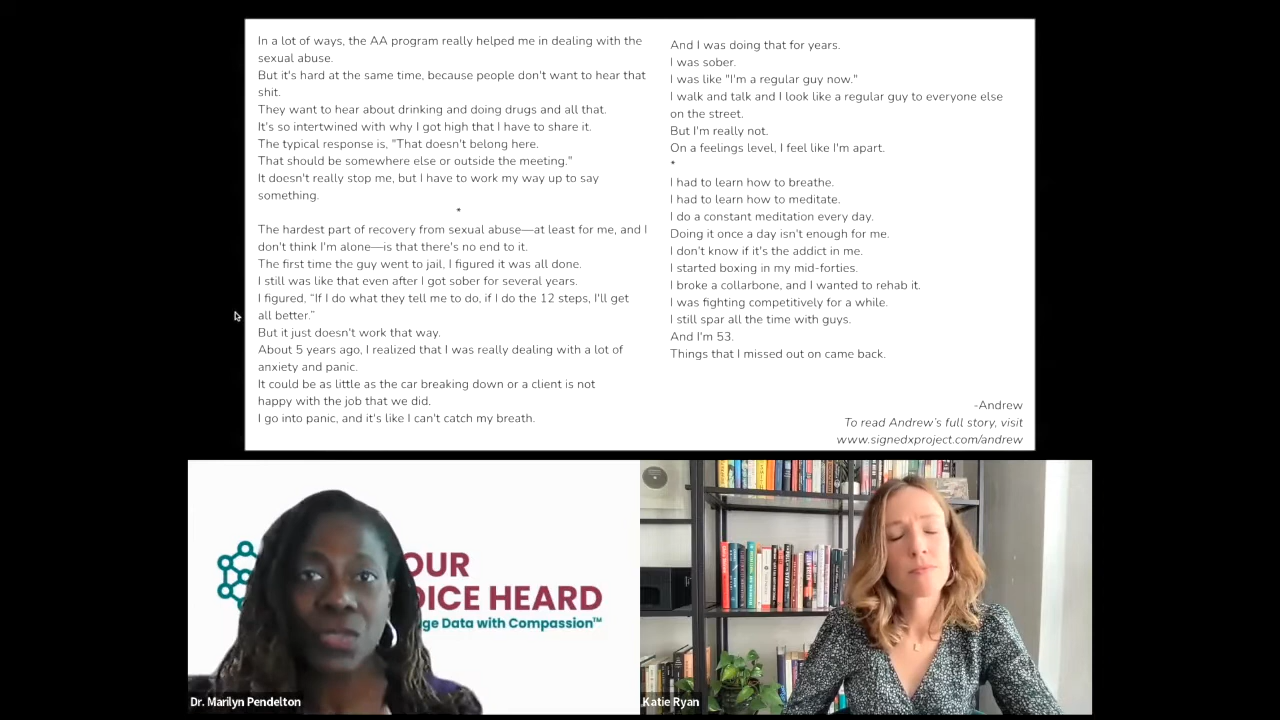 In a lot of ways, the AA program really helped me in dealing with the
sexual abuse.
But it's hard at the same time, because people don't want to hear that
shit.
They want to hear about drinking and doing drugs and all that.
It's so intertwined with why I got high that I have to share it.
The typical response is, "That doesn't belong here.
That should be somewhere else or outside the meeting."
It doesn't really stop me, but I have to work my way up to say
something.
*
The hardest part of recovery from sexual abuse—at least for me, and I
don't think I'm alone—is that there's no end to it.
The first time the guy went to jail, I figured it was all done.
I still was like that even after I got sober for several years.
I figured, “If I do what they tell me to do, if I do the 12 steps, I'll get
all better.”
But it just doesn't work that way.
About 5 years ago, I realized that I was really dealing with a lot of
anxiety and panic.
It could be as little as the car breaking down or a client is not
happy with the job that we did.
I go into panic, and it's like I can't catch my breath.
And I was doing that for years.
I was sober.
I was like "I'm a regular guy now."
I walk and talk and I look like a regular guy to everyone else
on the street.
But I'm really not.
On a feelings level, I feel like I'm apart.
*
I had to learn how to breathe.
I had to learn how to meditate.
I do a constant meditation every day.
Doing it once a day isn't enough for me.
I don’t know if it's the addict in me.
I started boxing in my mid-forties.
I broke a collarbone, and I wanted to rehab it.
I was fighting competitively for a while.
I still spar all the time with guys.
And I'm 53.
Things that I missed out on came back.
-Andrew
To read Andrew’s full story, visit
www.signedxproject.com/andrew
OUR
OICE HEARD
ge Data with Compassion™
Dr. Marilyn Pendelton
Katie Ryan